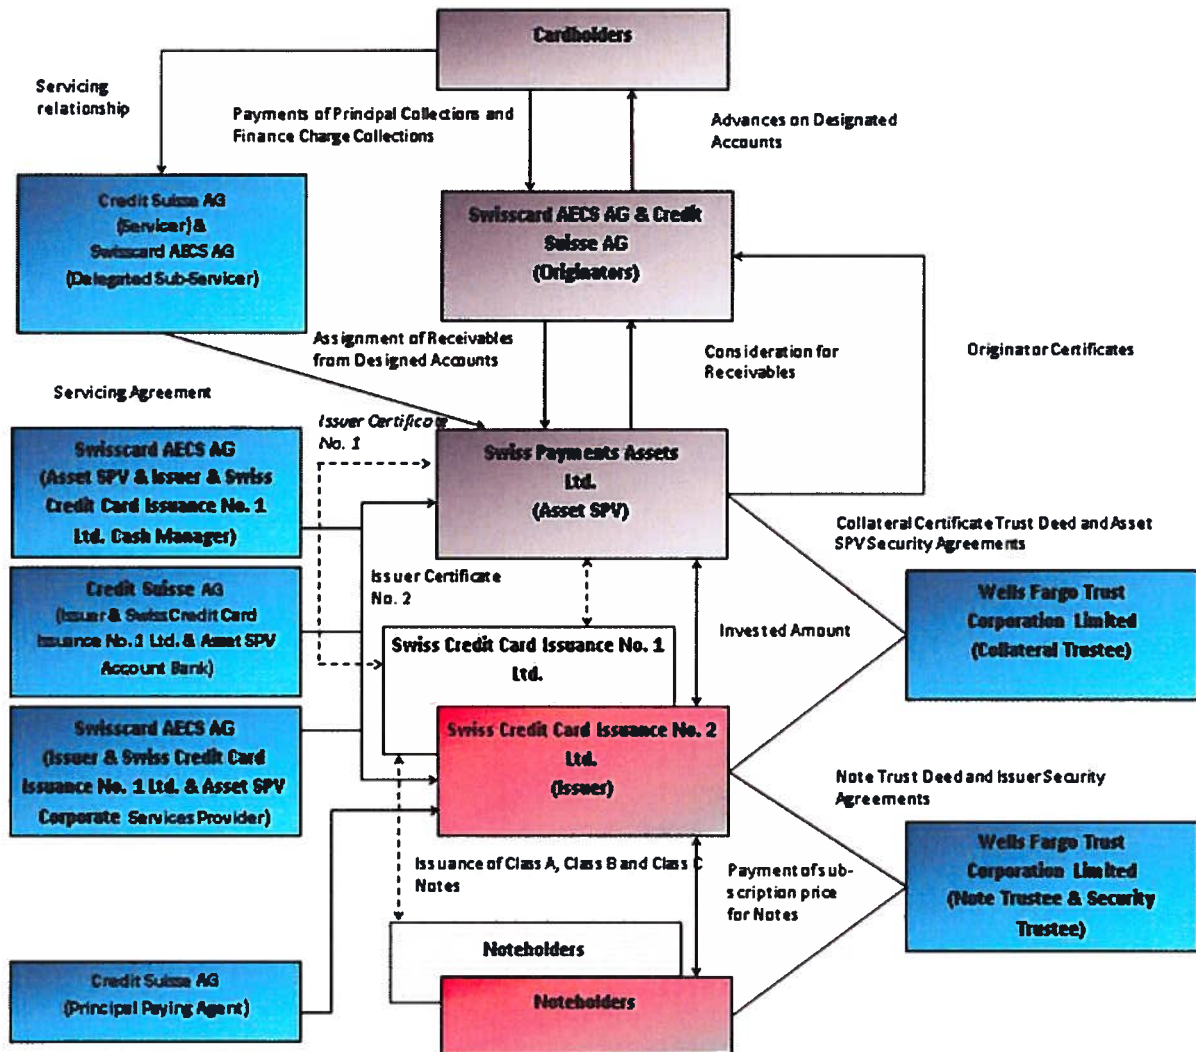 Cardholders
Servicing
relationship
Payments of Principal Collections and
Finance Charge Collections
Advances on Designated
Accounts
Credit Suisse AG
(Servicer) &
Swisscard AECS AG
(Delegated Sub-Servicer)
Swisscard AECS AG & Credit
Suisse AG
(Originators)
Assignment of Receivables
from Designed Accounts
Consideration for
Receivables
Originator Certificates
Servicing Agreement
Issuer Certificate
No. 1
Swisscard AECS AG
(Asset SPV & Issuer & Swiss
Credit Card Issuance No. 1
Ltd. Cash Manager)
Swiss Payments Assets
Ltd.
(Asset SPV)
Collateral Certificate Trust Deed and Asset
SPV Security Agreements
Issuer Certificate
No. 2
Credit Suisse AG
(Issuer & Swiss Credit Card
Issuance No. 1 Ltd. & Asset SPV
Account Bank)
Invested Amount
Wells Fargo Trust
Corporation Limited
(Collateral Trustee)
Swiss Credit Card Issuance No. 1
Ltd.
Swisscard AECS AG
(Issuer & Swiss Credit Card
Issuance No. 1 Ltd. & Asset SPV
Corporate Services Provider)
Swiss Credit Card Issuance No. 2
Ltd.
(Issuer)
Note Trust Deed and Issuer Security
Agreements
Issuance of Class A, Class B and Class C
Notes
Payment of sub-
scription price
for Notes
Wells Fargo Trust
Corporation Limited
(Note Trustee & Security
Trustee)
Noteholders
Credit Suisse AG
(Principal Paying Agent)
Noteholders